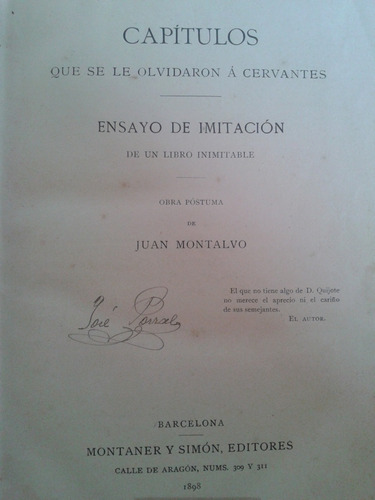 CAPÍTULOS
QUE SE LE OLVIDARON Á CERVANTES
ENSAYO DE IMITACIÓN
DE UN LIBRO INIMITABLE
OBRA PÓSTUMA
DE
JUAN MONTALVO
El que no tiene algo de D. Quijote
no merece el aprecio ni el cariño
de sus semejantes.
EL AUTOR.
José
BARCELONA
MONTANER Y SIMÓN, EDITORES
CALLE DE ARAGÓN, NUMS. 309 Y 311
1898